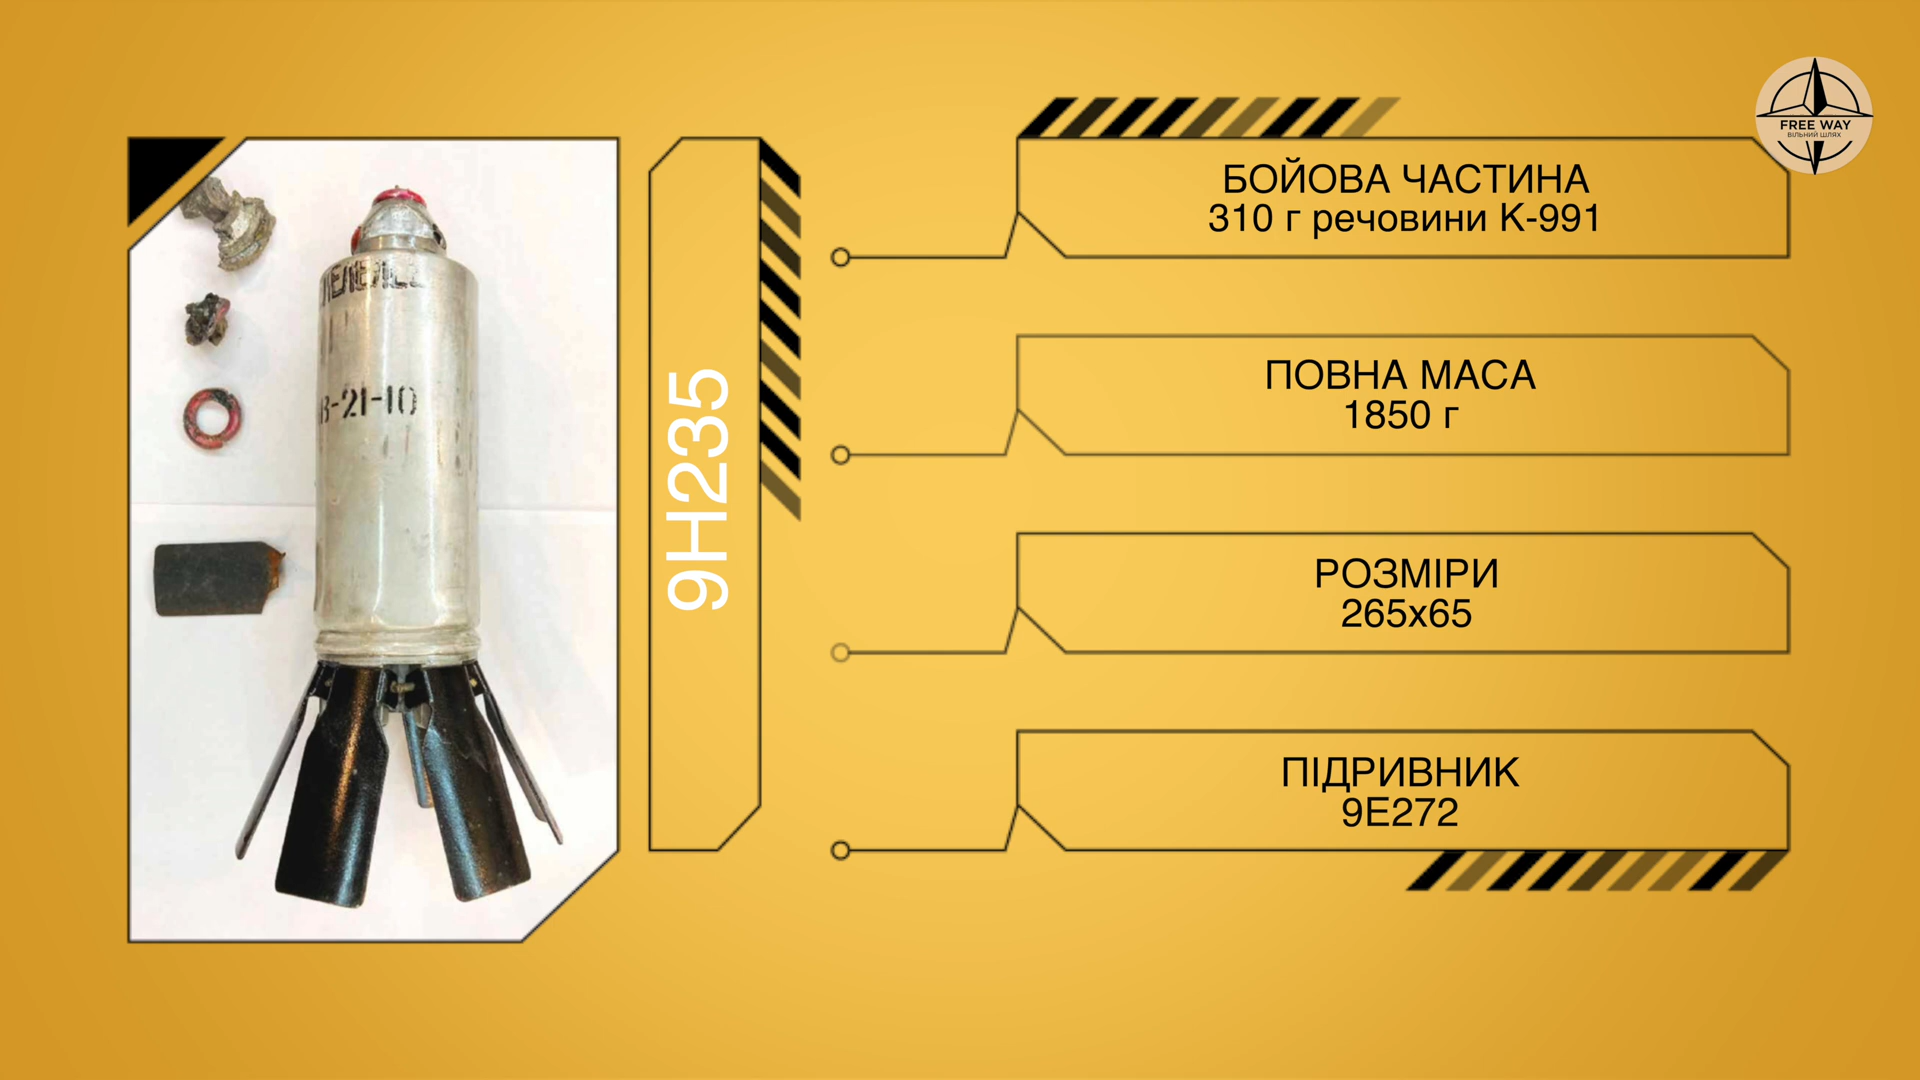 FREE WAY
ВІЛЬНИЙ ШЛЯХ
БОЙОВА ЧАСТИНА
310 г речовини К-991
ПОВНА МАСА
1850 г
РОЗМІРИ
265х65
ПІДРИВНИК
9Е272
9Н235
-21-10